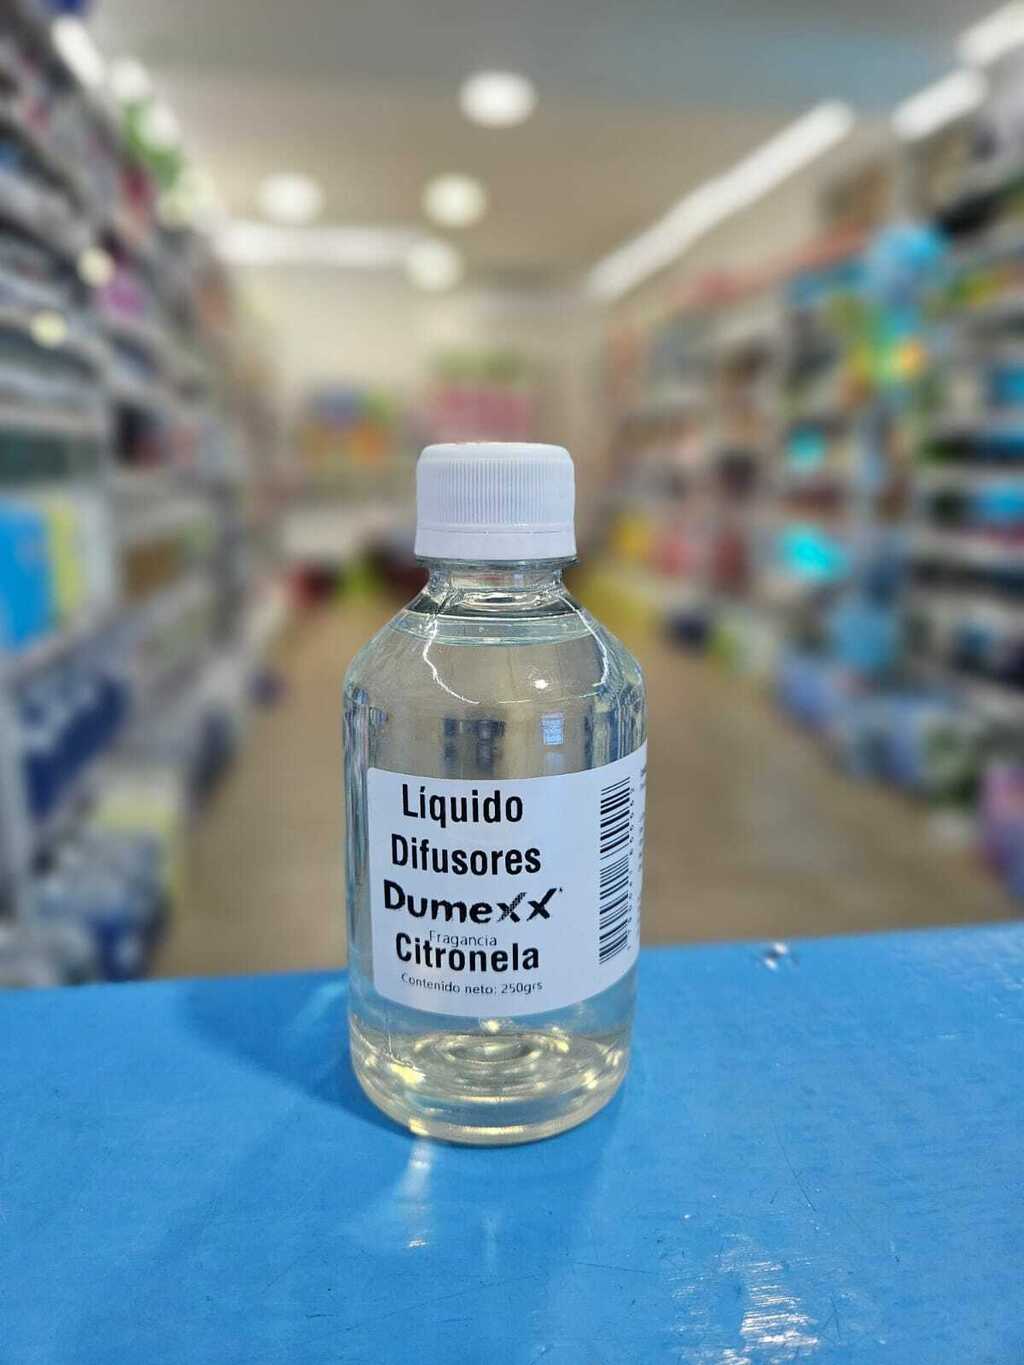 Líquido
Difusores
Dumexx
Fragancia
Citronela
Contenido neto: 250grs